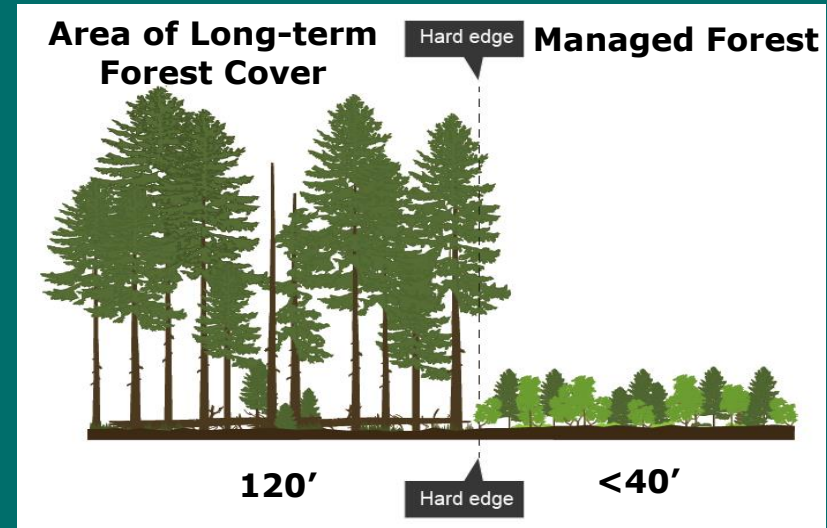 Area of Long-term
Forest Cover
Hard edge
Managed Forest
120’
<40’
Hard edge